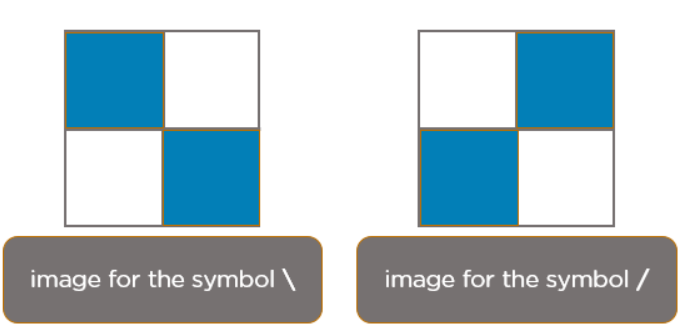 image for the symbol \
image for the symbol /